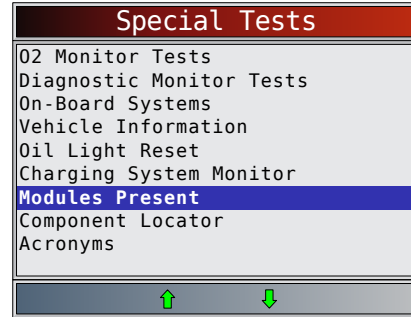 Special Tests
O2 Monitor Tests
Diagnostic Monitor Tests
On-Board Systems
Vehicle Information
Oil Light Reset
Charging System Monitor
Modules Present
Component Locator
Acronyms